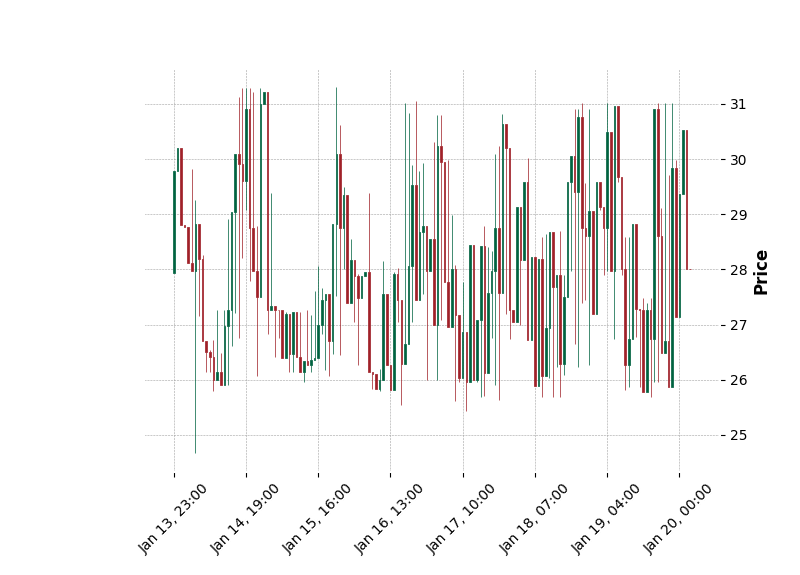 31
30
29
28
27
26
25
Price
Jan 13, 23:00
Jan 14, 19:00
Jan 15, 16:00
Jan 16, 13:00
Jan 17, 10:00
Jan 18, 07:00
Jan 19, 04:00
Jan 20, 00:00